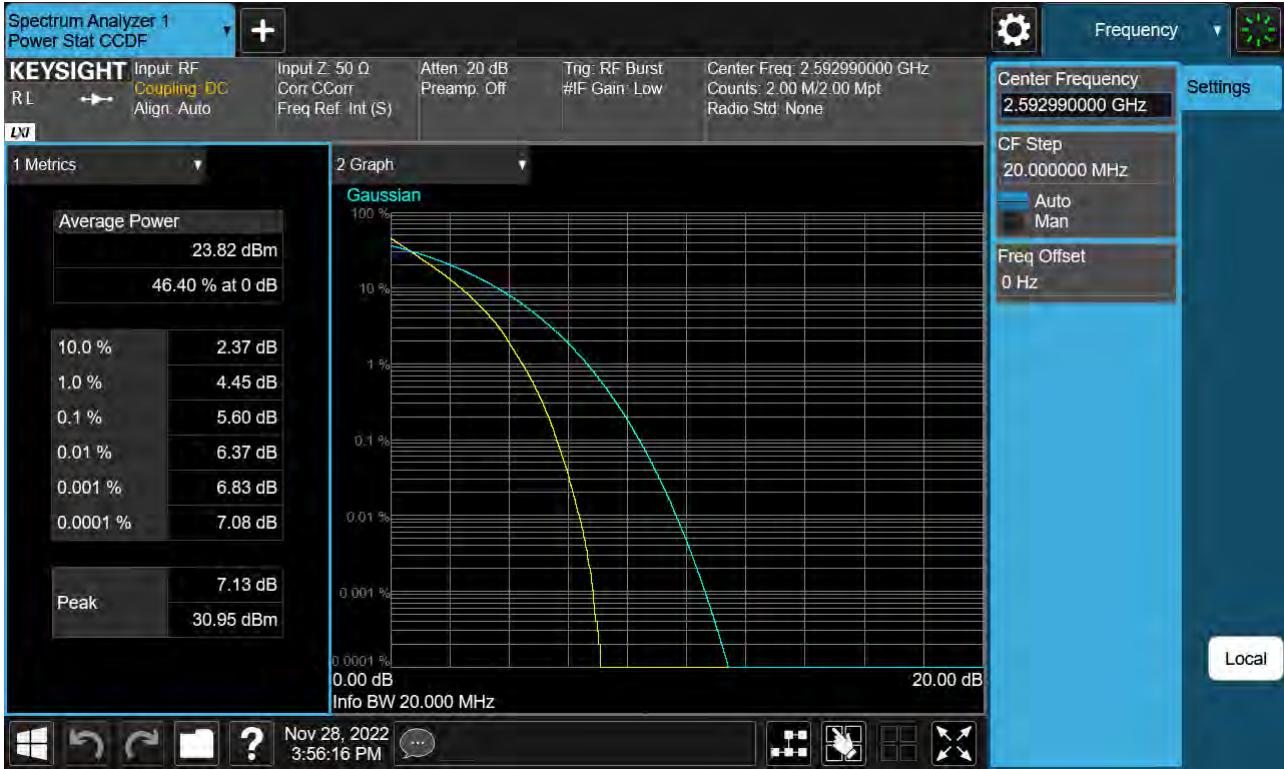 Spectrum Analyzer 1
Power Stat CCDF
+
Frequency
KEYSIGHT
R L
LXI
Input: RF
Coupling: DC
Align: Auto
Input Z: 50 Ω
Corr CCorr
Freq Ref: Int (S)
Atten: 20 dB
Preamp: Off
Trig: RF Burst
#IF Gain: Low
Center Freq: 2.592990000 GHz
Counts: 2.00 M/2.00 Mpt
Radio Std: None
Center Frequency
2.592990000 GHz
Settings
CF Step
20.000000 MHz
Auto
Man
Freq Offset
0 Hz
1 Metrics
Average Power
23.82 dBm
46.40 % at 0 dB
10.0 % 2.37 dB
1.0 % 4.45 dB
0.1 % 5.60 dB
0.01 % 6.37 dB
0.001 % 6.83 dB
0.0001 % 7.08 dB
Peak
7.13 dB
30.95 dBm
2 Graph
Gaussian
100 %
10 %
1 %
0.1 %
0.01 %
0.001 %
0.0001 %
0.00 dB 20.00 dB
Info BW 20.000 MHz
Local
?
Nov 28, 2022
3:56:16 PM